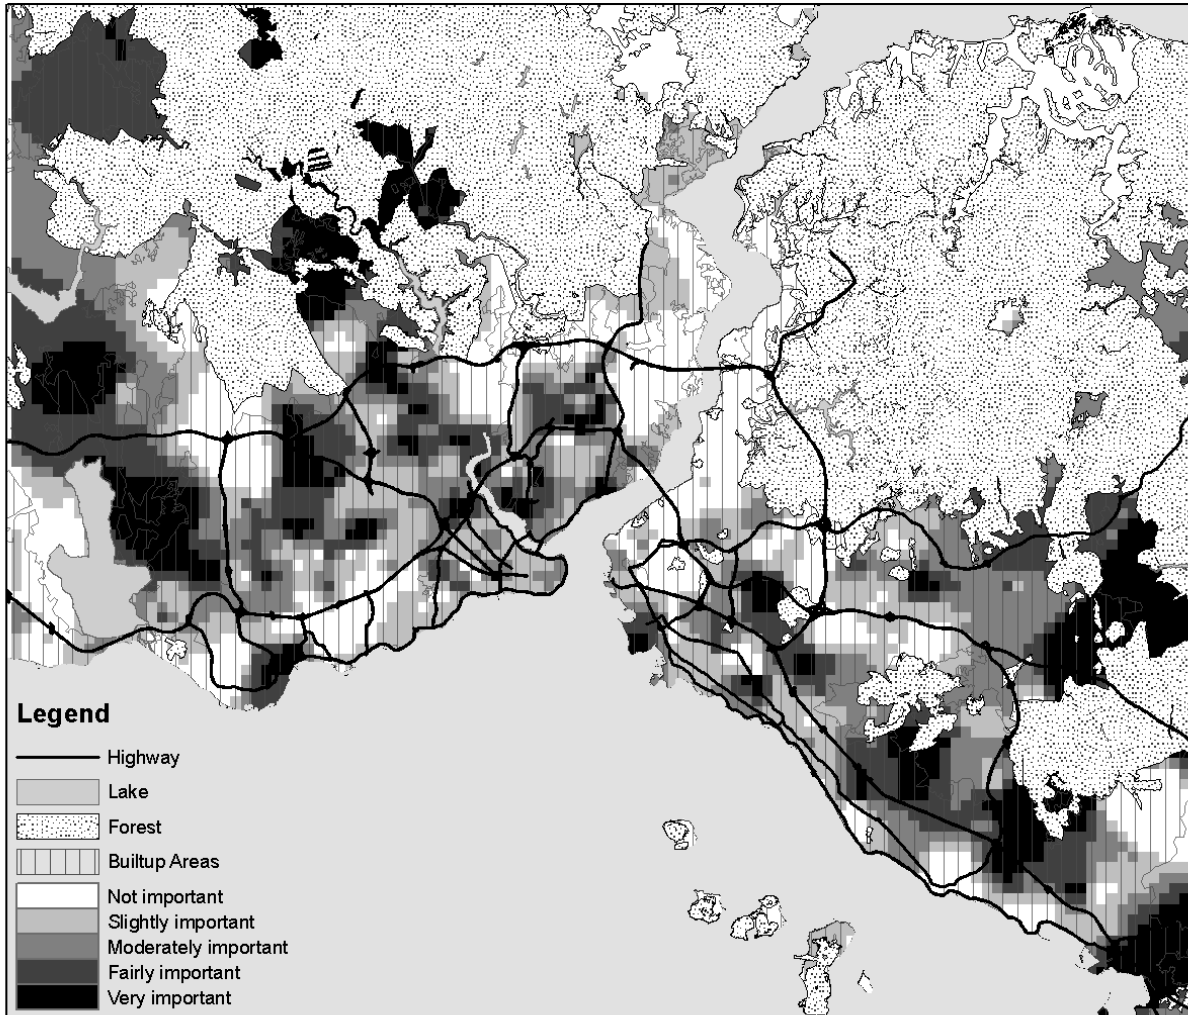 Legend
Highway
Lake
Forest
Builtup Areas
Not important
Slightly important
Moderately important
Fairly important
Very important